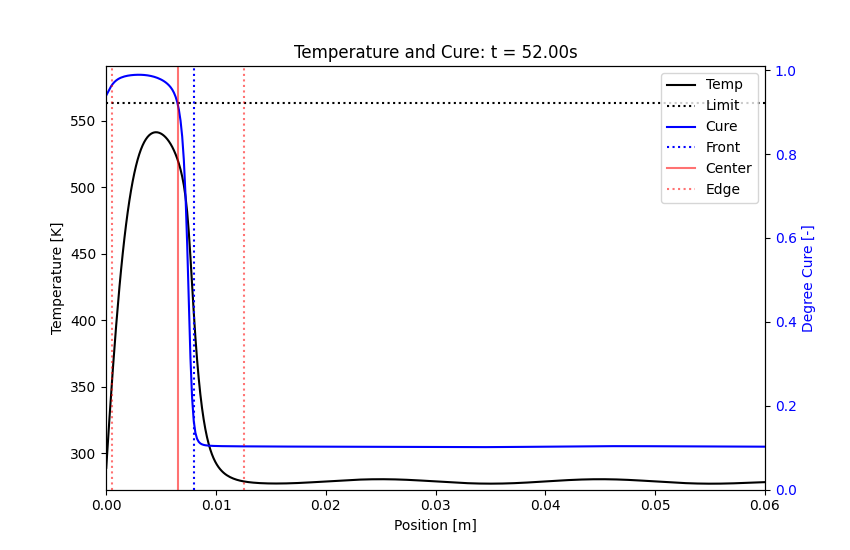 Temperature and Cure: t = 52.00s
Temp
Limit
Cure
Front
Center
Edge
Temperature [K]
550
500
450
400
350
300
Degree Cure [-]
1.0
0.8
0.6
0.4
0.2
0.0
0.00 0.01 0.02 0.03 0.04 0.05 0.06
Position [m]